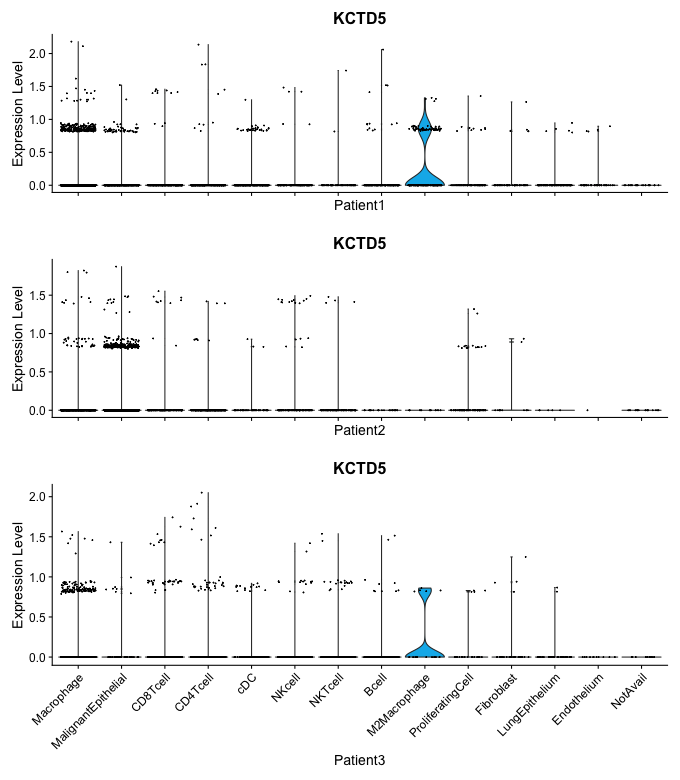 KCTD5
Expression Level
2.0
1.5
1.0
0.5
0.0
Patient1
KCTD5
Expression Level
1.5
1.0
0.5
0.0
Patient2
KCTD5
Expression Level
2.0
1.5
1.0
0.5
0.0
Macrophage
MalignantEpithelial
CD8Tcell
CD4Tcell
cDC
NKcell
NKTcell
Bcell
M2Macrophage
ProliferatingCell
Fibroblast
LungEpithelium
Endothelium
NotAvail
Patient3